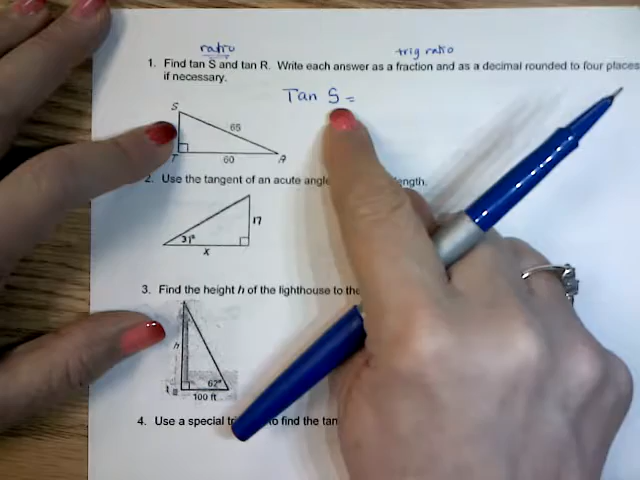 ratio
trig ratio
1. Find tan S and tan R. Write each answer as a fraction and as a decimal rounded to four places
if necessary.
Tan S =
S
65
T
60
R
2. Use the tangent of an acute angle length.
17
31°
x
3. Find the height h of the lighthouse to the
h
62°
100 ft
4. Use a special to find the tan